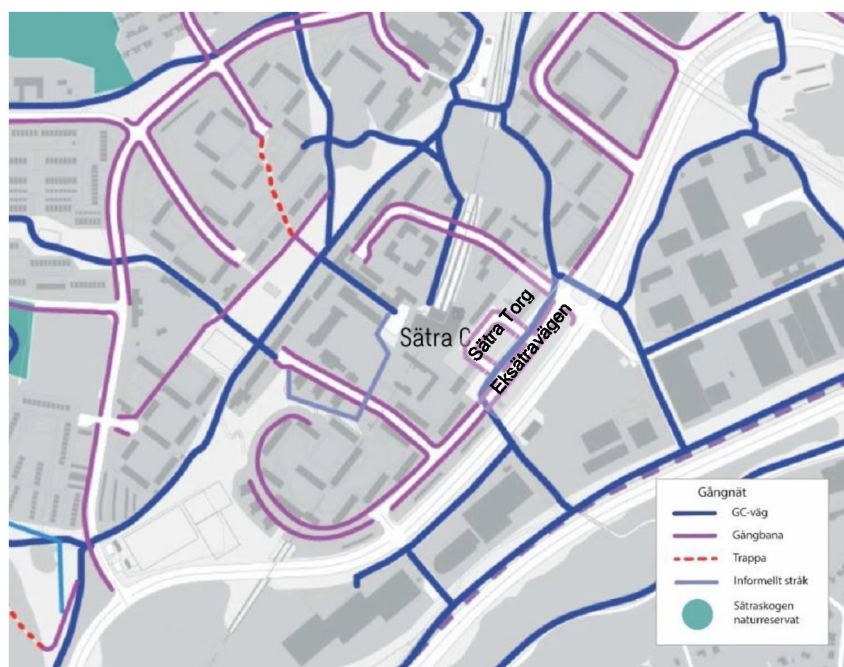 Sätra C
Sätra Torg
Eksätravägen
Gångnät
GC-väg
Gångbana
Trappa
Informellt stråk
Sätraskogen
naturreservat